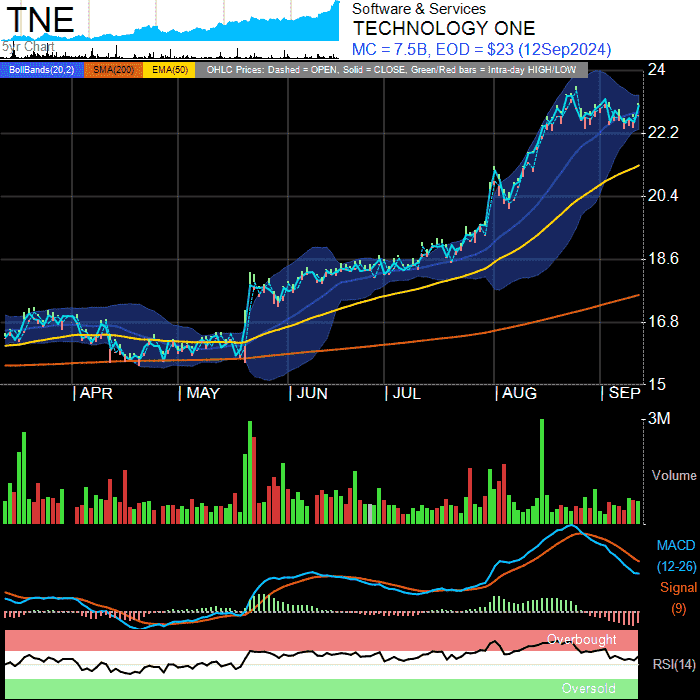 TNE
5yr Chart
Software & Services
TECHNOLOGY ONE
MC = 7.5B, EOD = $23 (12Sep2024)
BollBands(20,2) SMA(200) EMA(50) OHLC Prices: Dashed = OPEN, Solid = CLOSE, Green/Red bars = Intra-day HIGH/LOW
24
22.2
20.4
18.6
16.8
15
APR MAY JUN JUL AUG SEP
3M
Volume
MACD
(12-26)
Signal
(9)
Overbought
RSI(14)
Oversold